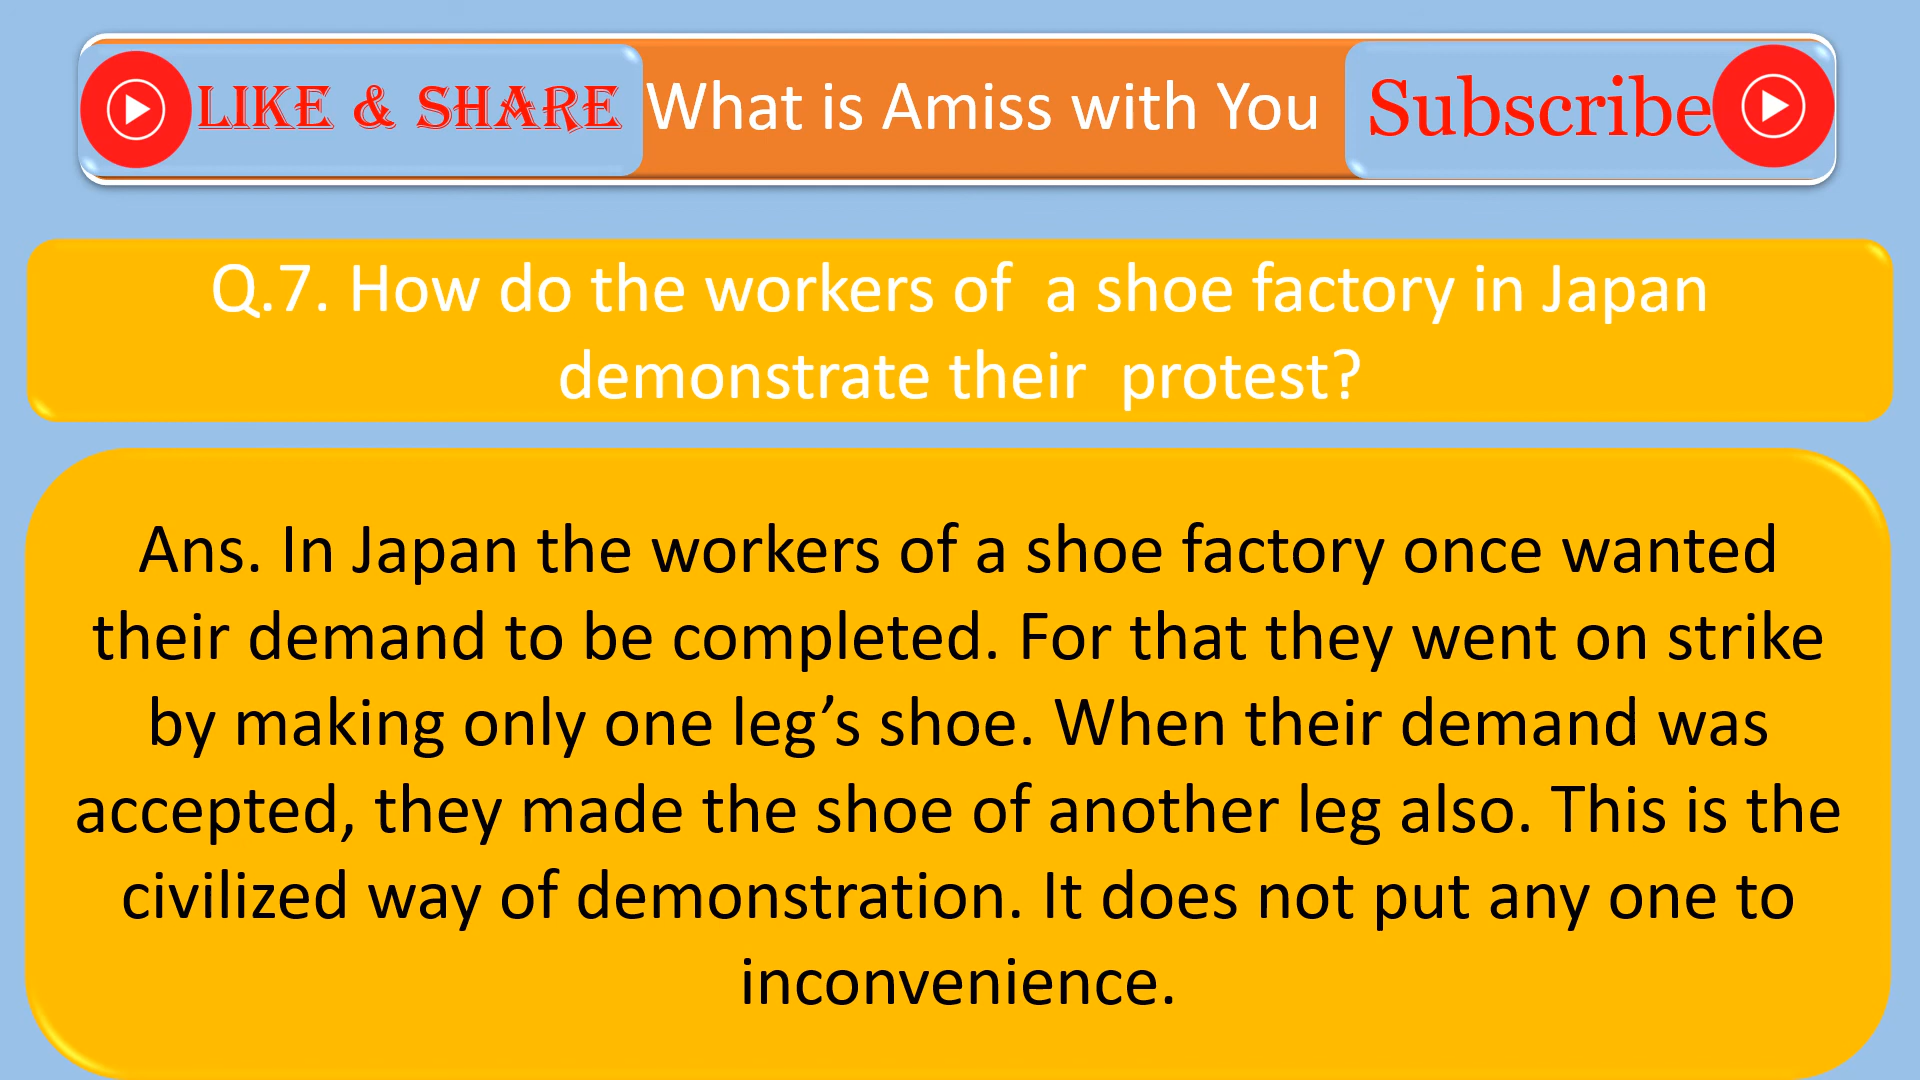 LIKE & SHARE What is Amiss with You Subscribe
Q.7. How do the workers of  a shoe factory in Japan
demonstrate their  protest?
Ans. In Japan the workers of a shoe factory once wanted
their demand to be completed. For that they went on strike
by making only one leg’s shoe. When their demand was
accepted, they made the shoe of another leg also. This is the
civilized way of demonstration. It does not put any one to
inconvenience.